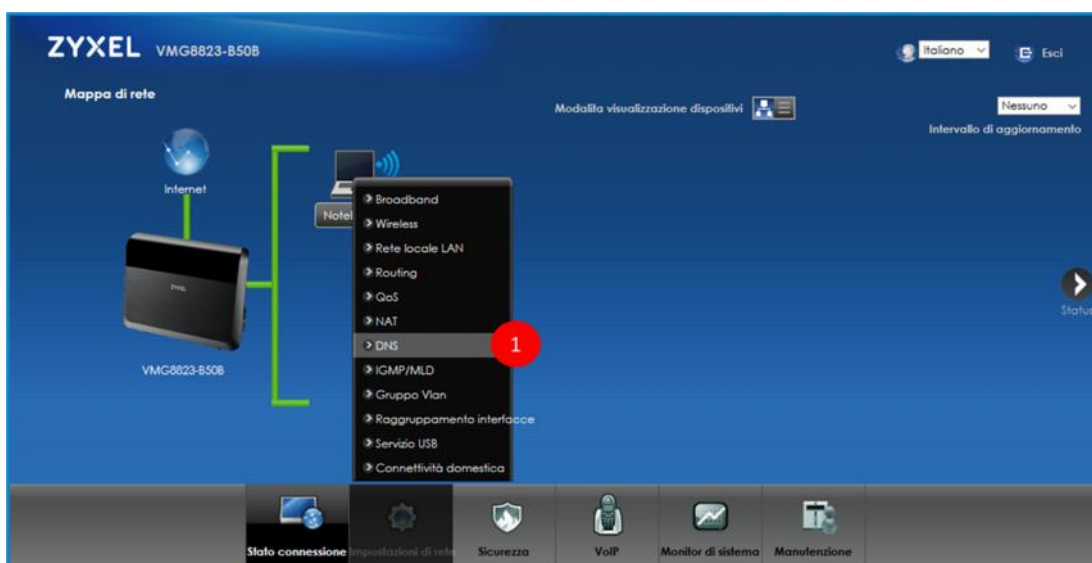 ZYXEL VMG8823-B50B
Italiano
Esci
Mappa di rete
Modalita visualizzazione dispositivi
Nessuno
Intervallo di aggiornamento
Internet
Broadband
Wireless
Rete locale LAN
Routing
QoS
NAT
DNS
1
IGMP/MLD
Gruppo Vlan
Raggruppamento interfacce
Servizio USB
Connettività domestica
ZYXEL
VMG8823-B50B
Status
Stato connessione
Impostazioni di rete
Sicurezza
VoIP
Monitor di sistema
Manutenzione